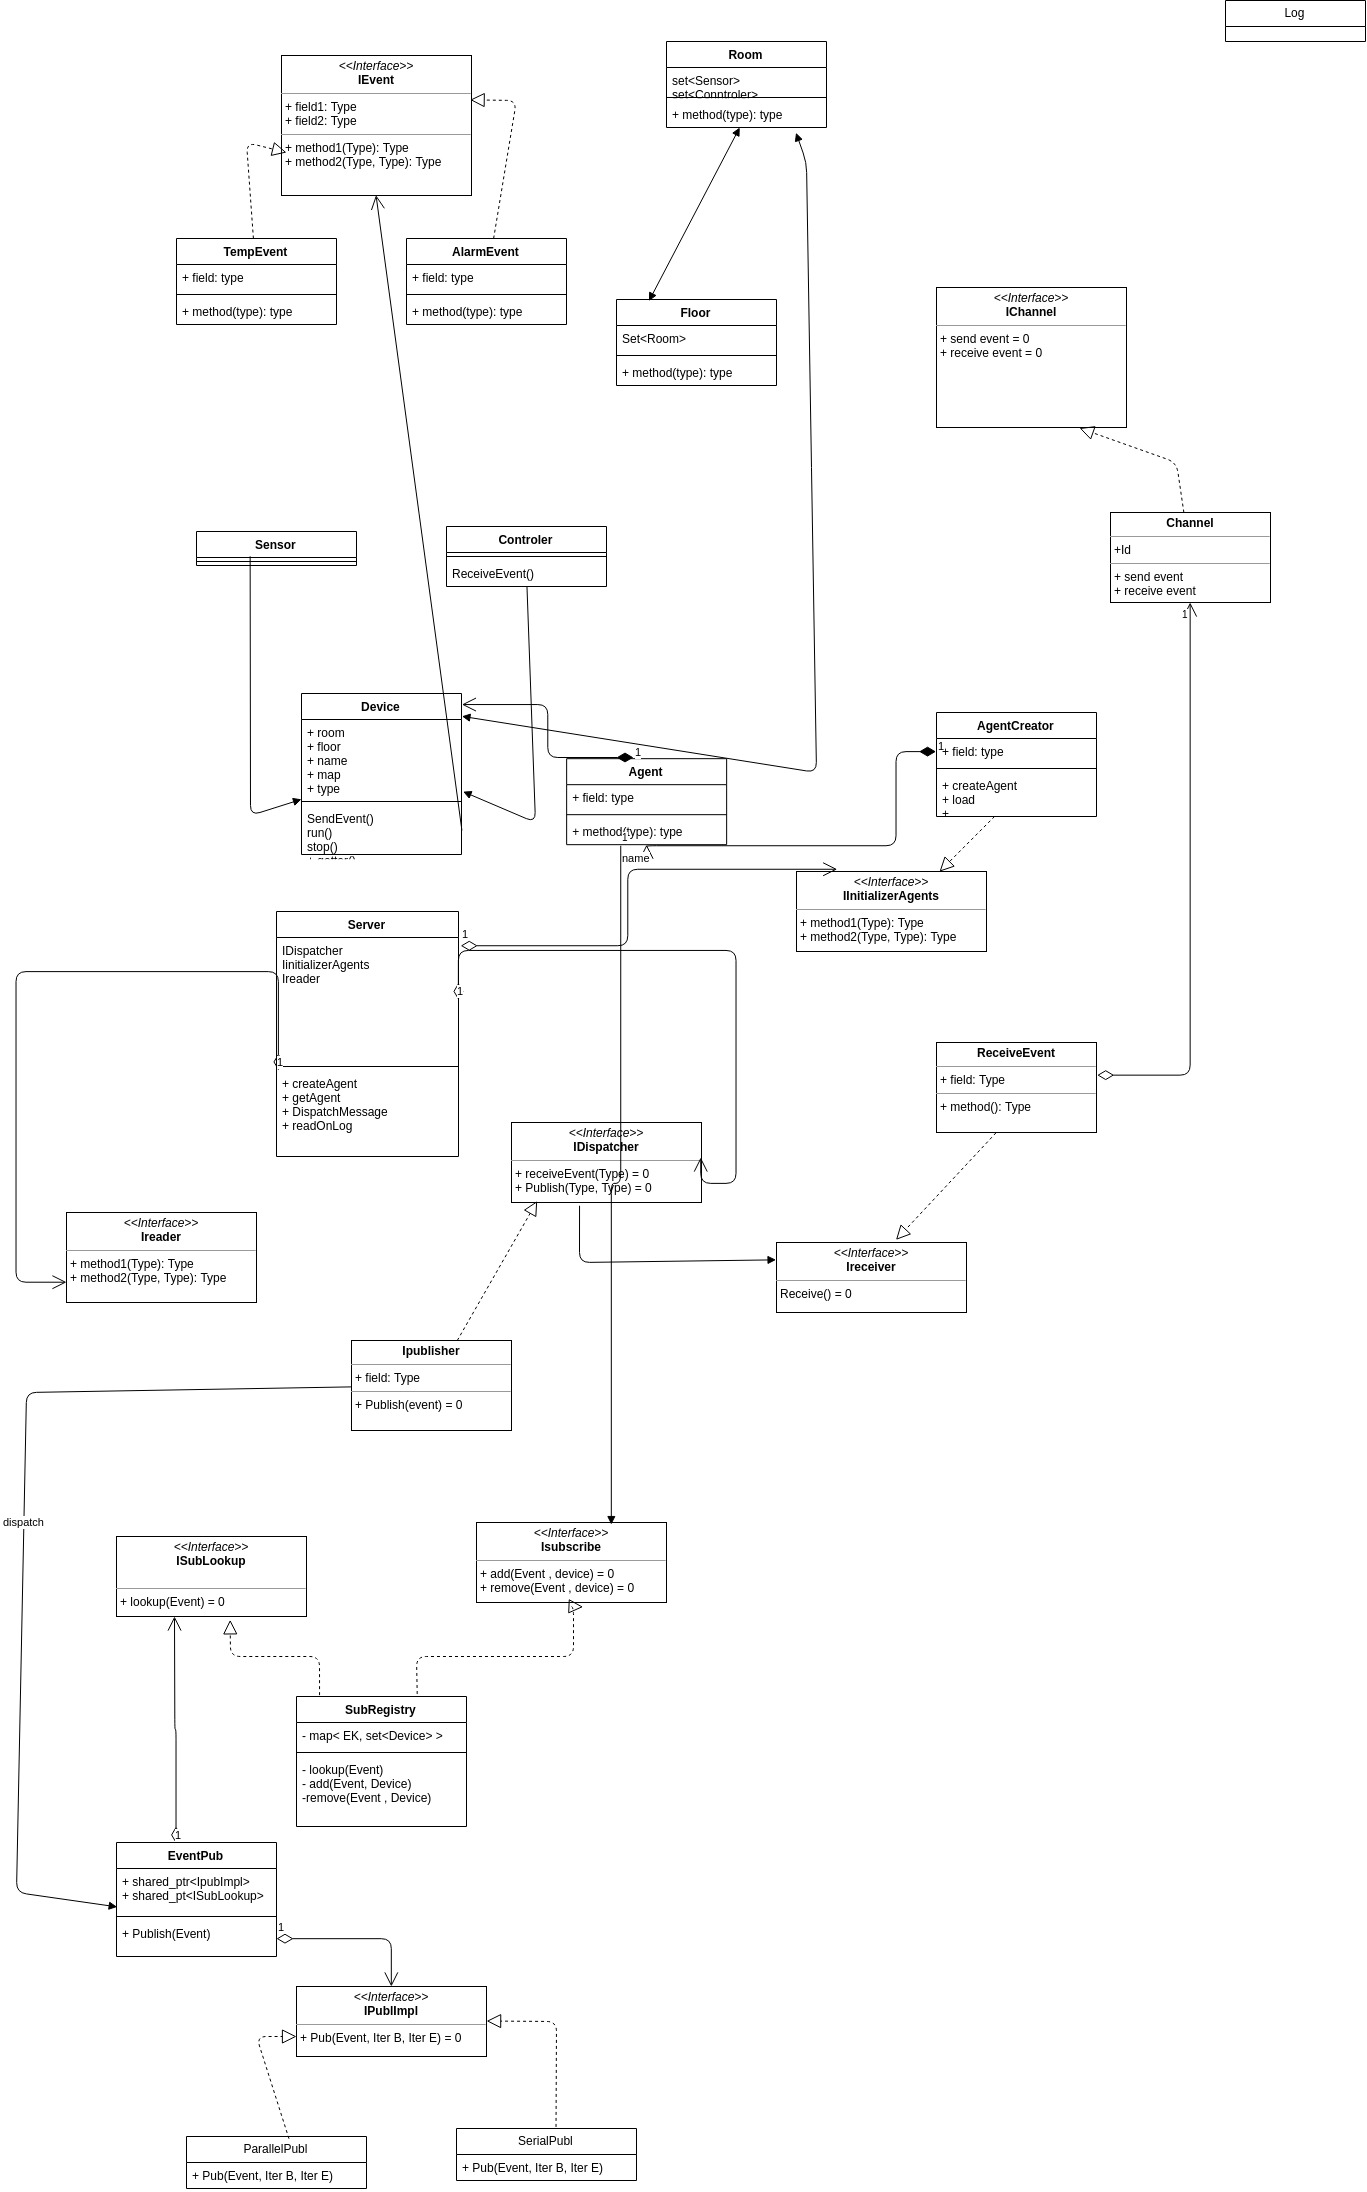 Log
<<Interface>>
IEvent
+ field1: Type
+ field2: Type
+ method1(Type): Type
+ method2(Type, Type): Type
Room
set<Sensor>
set<Conntroler>
+ method(type): type
TempEvent
+ field: type
+ method(type): type
AlarmEvent
+ field: type
+ method(type): type
Floor
Set<Room>
+ method(type): type
<<Interface>>
IChannel
+ send event = 0
+ receive event = 0
Sensor
Controler
ReceiveEvent()
Channel
+Id
+ send event
+ receive event
1
Device
+ room
+ floor
+ name
+ map
+ type
SendEvent()
run()
stop()
+ getter()
1
Agent
+ field: type
+ method(type): type
1
name
AgentCreator
1
+ field: type
+ createAgent
+ load
+
<<Interface>>
IInitializerAgents
+ method1(Type): Type
+ method2(Type, Type): Type
Server
IDispatcher
IinitializerAgents
Ireader
+ createAgent
+ getAgent
+ DispatchMessage
+ readOnLog
1
1
1
ReceiveEvent
+ field: Type
+ method(): Type
<<Interface>>
IDispatcher
+ receiveEvent(Type) = 0
+ Publish(Type, Type) = 0
<<Interface>>
Ireader
+ method1(Type): Type
+ method2(Type, Type): Type
<<Interface>>
Ireceiver
Receive() = 0
Ipublisher
+ field: Type
+ Publish(event) = 0
dispatch
<<Interface>>
ISubLookup
+ lookup(Event) = 0
<<Interface>>
Isubscribe
+ add(Event , device) = 0
+ remove(Event , device) = 0
SubRegistry
- map< EK, set<Device> >
- lookup(Event)
- add(Event, Device)
-remove(Event , Device)
1
EventPub
+ shared_ptr<IpubImpl>
+ shared_pt<ISubLookup>
+ Publish(Event)
1
<<Interface>>
IPublImpl
+ Pub(Event, Iter B, Iter E) = 0
ParallelPubl
+ Pub(Event, Iter B, Iter E)
SerialPubl
+ Pub(Event, Iter B, Iter E)